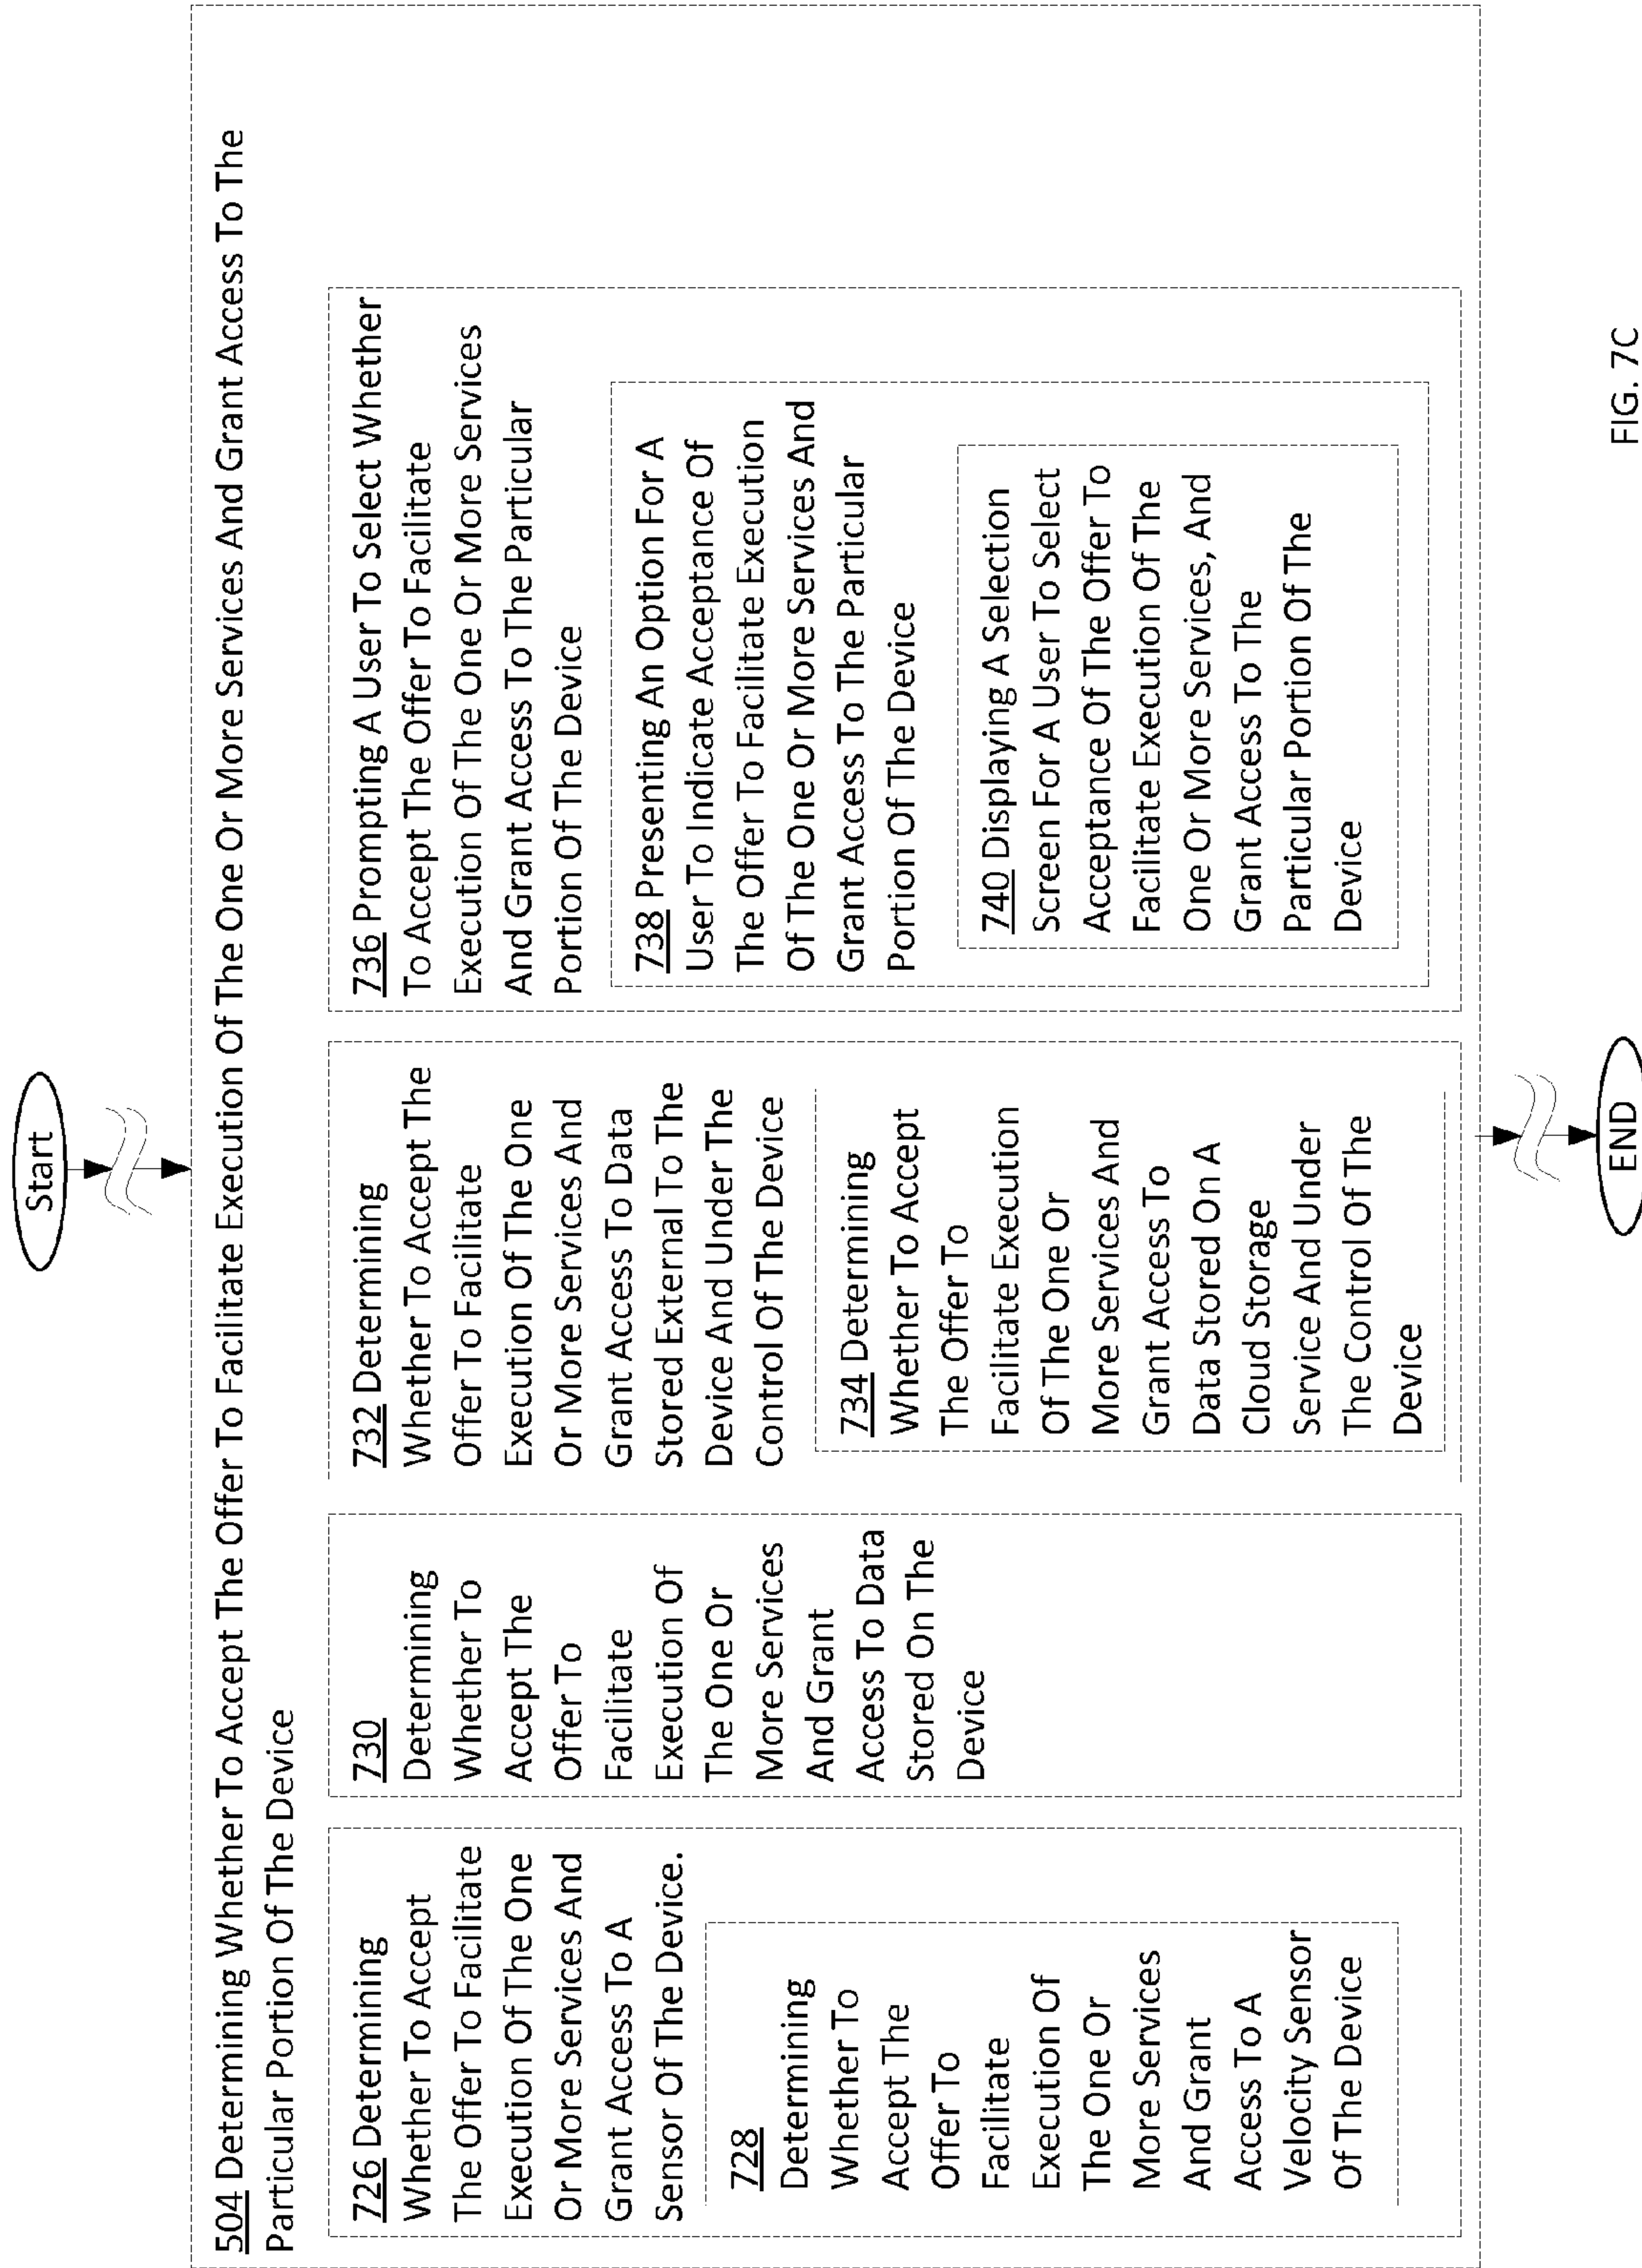 Start
504 Determining Whether To Accept The Offer To Facilitate Execution Of The One Or More Services And Grant Access To The
Particular Portion Of The Device
726 Determining
Whether To Accept
The Offer To Facilitate
Execution Of The One
Or More Services And
Grant Access To A
Sensor Of The Device.
728
Determining
Whether To
Accept The
Offer To
Facilitate
Execution Of
The One Or
More Services
And Grant
Access To A
Velocity Sensor
Of The Device
730
Determining
Whether To
Accept The
Offer To
Facilitate
Execution Of
The One Or
More Services
And Grant
Access To Data
Stored On The
Device
732 Determining
Whether To Accept The
Offer To Facilitate
Execution Of The One
Or More Services And
Grant Access To Data
Stored External To The
Device And Under The
Control Of The Device
734 Determining
Whether To Accept
The Offer To
Facilitate Execution
Of The One Or
More Services And
Grant Access To
Data Stored On A
Cloud Storage
Service And Under
The Control Of The
Device
736 Prompting A User To Select Whether
To Accept The Offer To Facilitate
Execution Of The One Or More Services
And Grant Access To The Particular
Portion Of The Device
738 Presenting An Option For A
User To Indicate Acceptance Of
The Offer To Facilitate Execution
Of The One Or More Services And
Grant Access To The Particular
Portion Of The Device
740 Displaying A Selection
Screen For A User To Select
Acceptance Of The Offer To
Facilitate Execution Of The
One Or More Services, And
Grant Access To The
Particular Portion Of The
Device
END
FIG. 7C